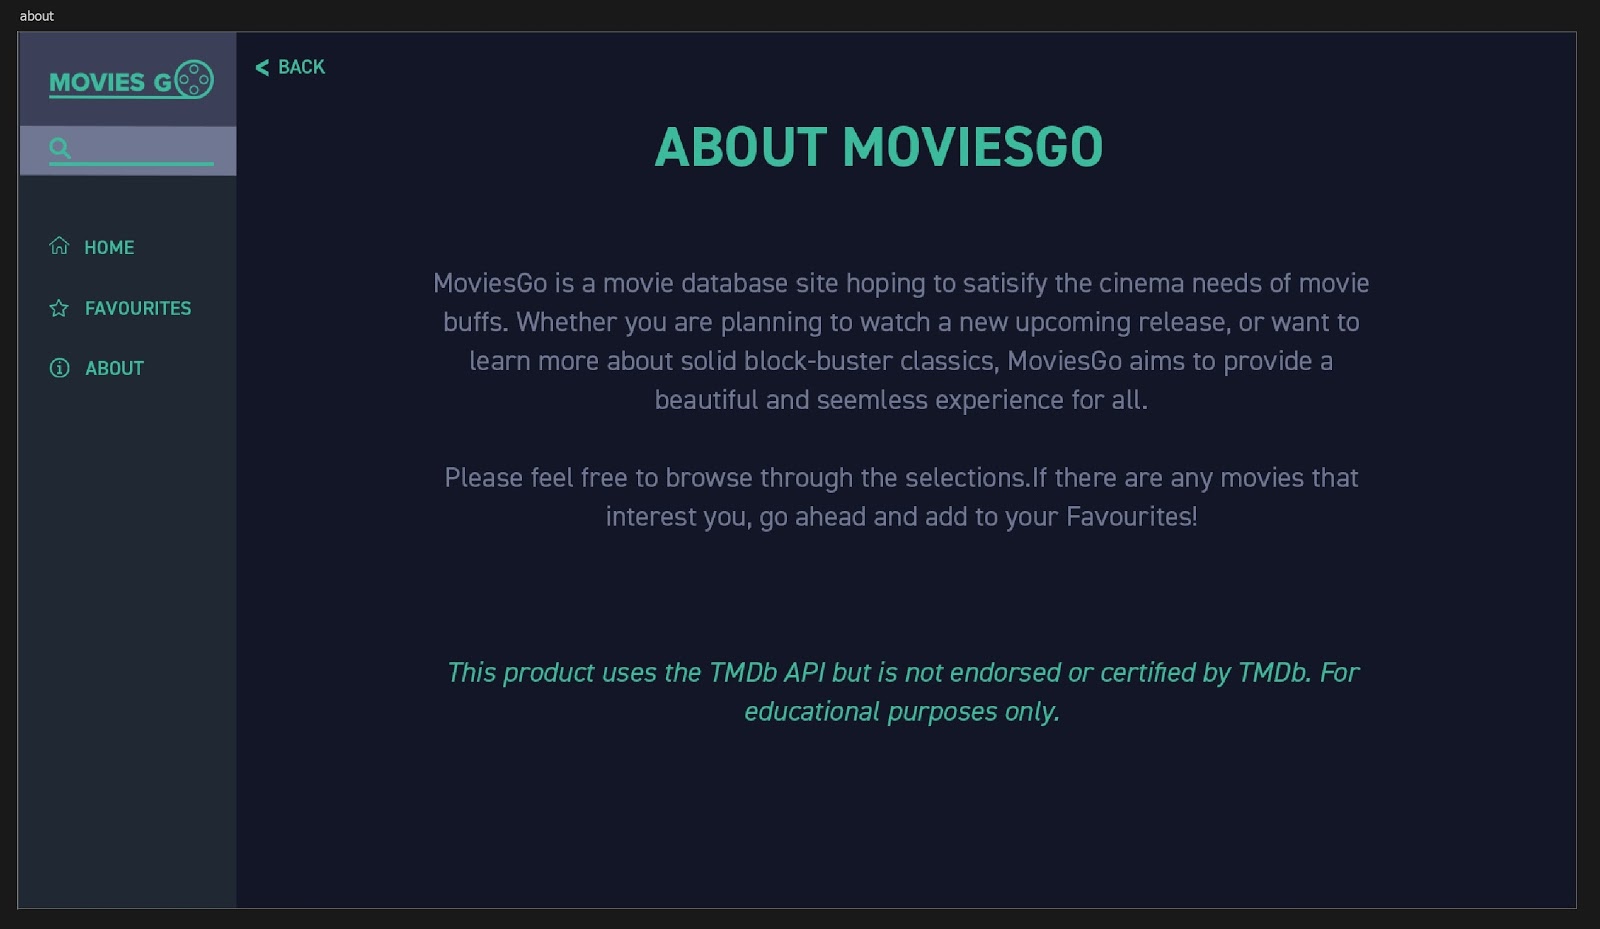 about
MOVIES GO
< BACK
HOME
FAVOURITES
ABOUT
ABOUT MOVIESGO
MoviesGo is a movie database site hoping to satisify the cinema needs of movie
buffs. Whether you are planning to watch a new upcoming release, or want to
learn more about solid block-buster classics, MoviesGo aims to provide a
beautiful and seemless experience for all.
Please feel free to browse through the selections.If there are any movies that
interest you, go ahead and add to your Favourites!
This product uses the TMDb API but is not endorsed or certified by TMDb. For
educational purposes only.